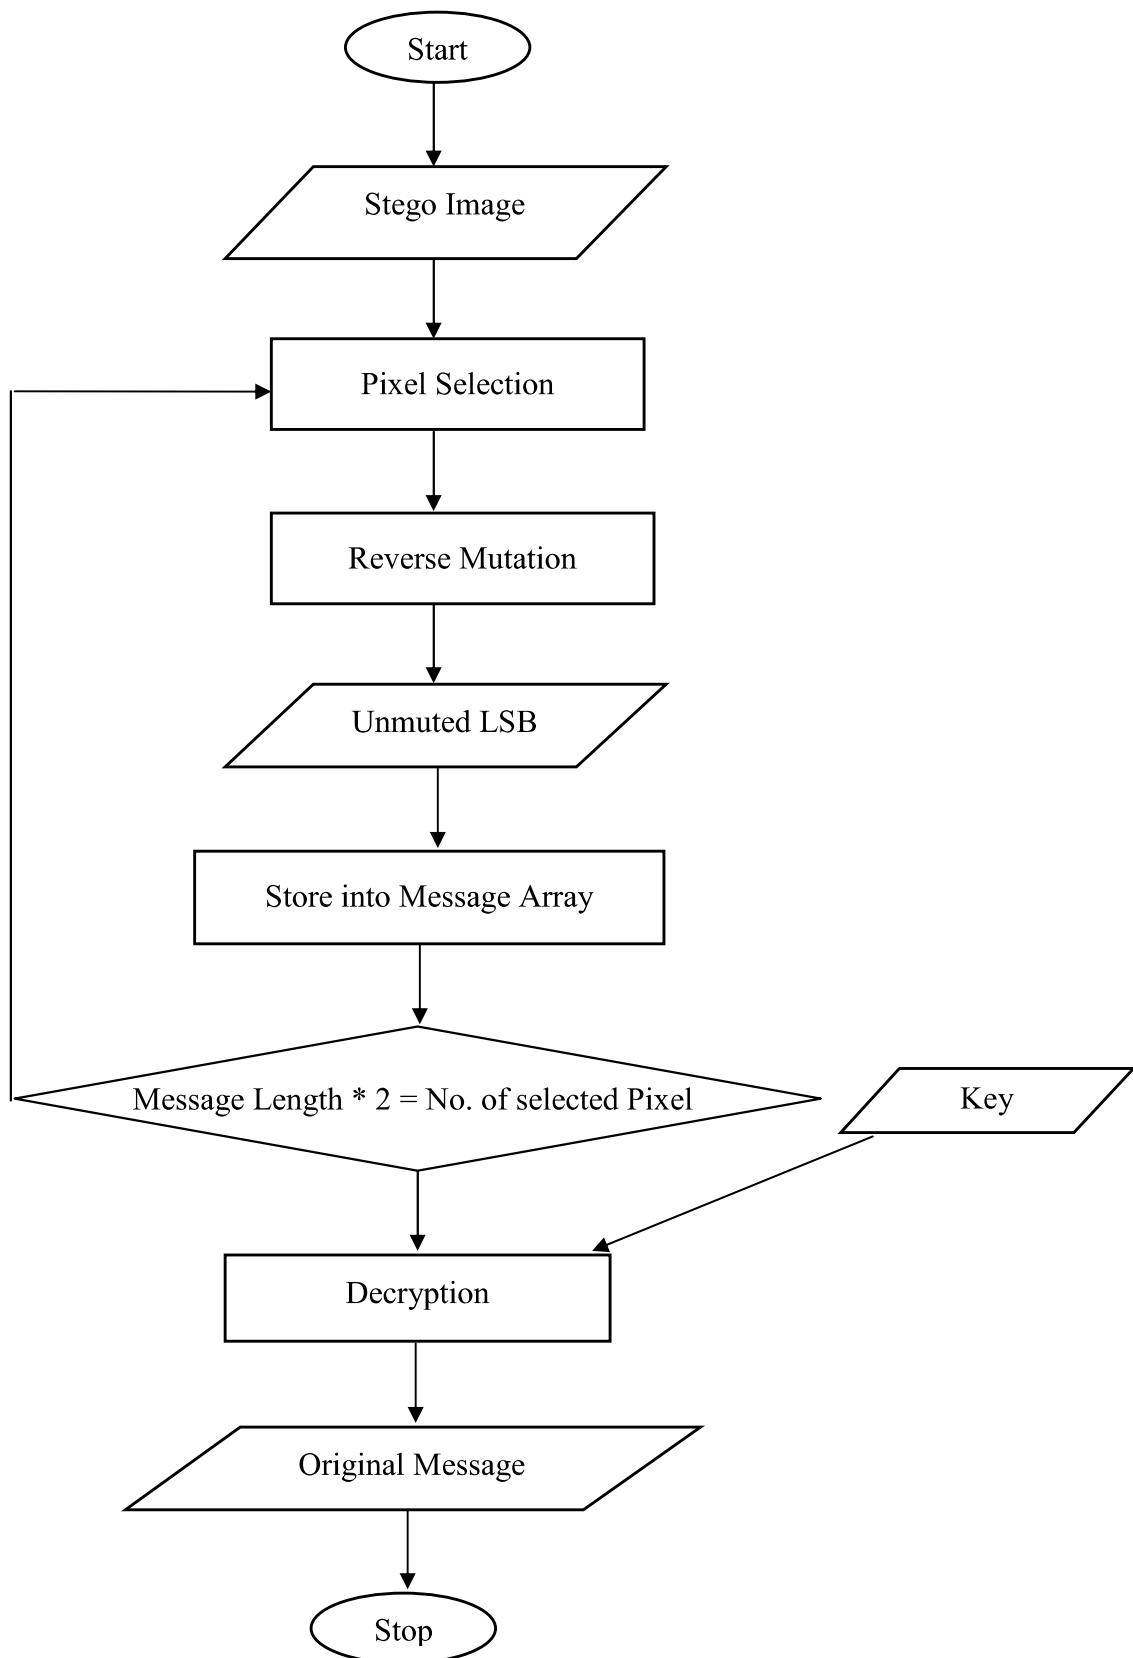 Start
Stego Image
Pixel Selection
Reverse Mutation
Unmuted LSB
Store into Message Array
Message Length * 2 = No. of selected Pixel
Key
Decryption
Original Message
Stop